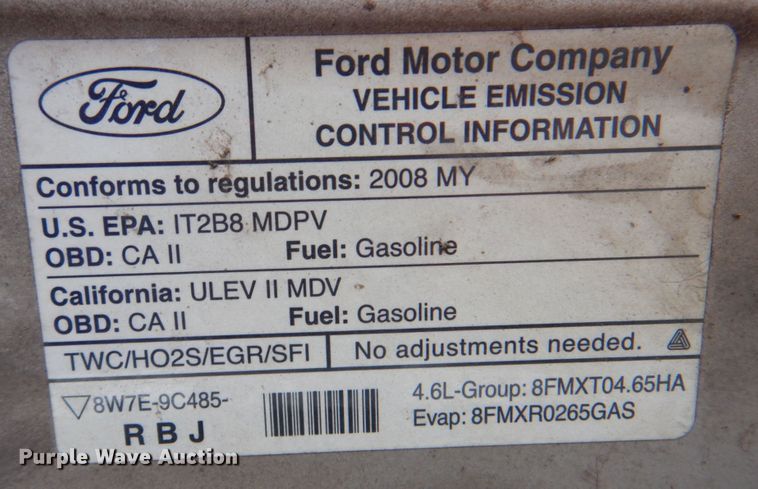 Ford
Ford Motor Company
VEHICLE EMISSION
CONTROL INFORMATION
Conforms to regulations: 2008 MY
U.S. EPA: IT2B8 MDPV
OBD: CA II Fuel: Gasoline
California: ULEV II MDV
OBD: CA II Fuel: Gasoline
TWC/HO2S/EGR/SFI No adjustments needed.
8W7E-9C485-
R B J
4.6L-Group: 8FMXT04.65HA
Evap: 8FMXR0265GAS
Purple Wave Auction